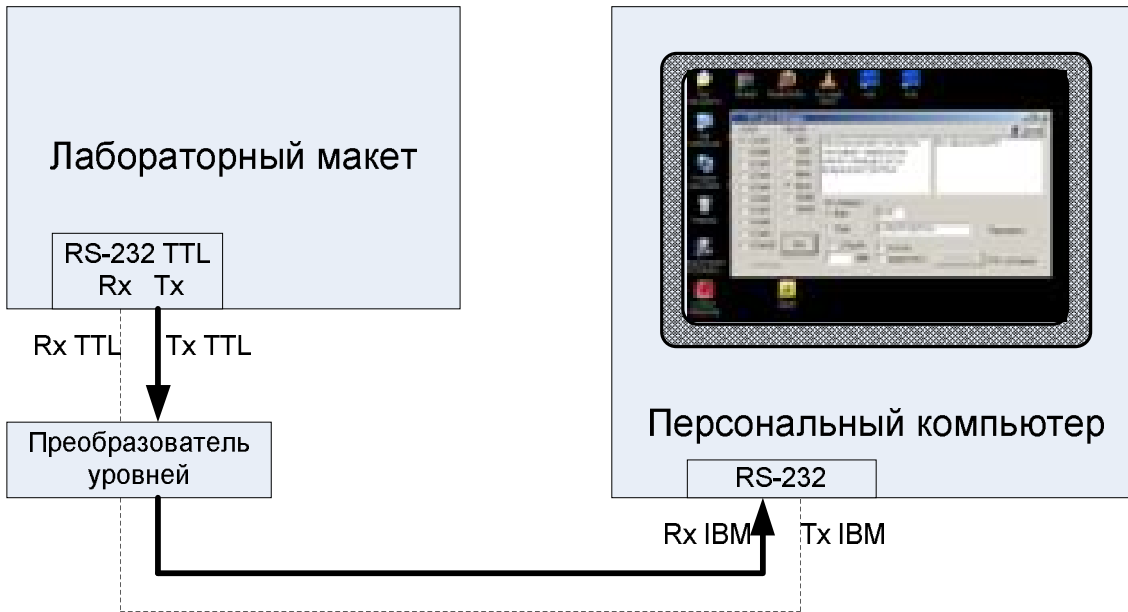 Лабораторный макет
RS-232 TTL
Rx Tx
Rx TTL
Tx TTL
Преобразователь
уровней
Персональный компьютер
RS-232
Rx IBM
Tx IBM